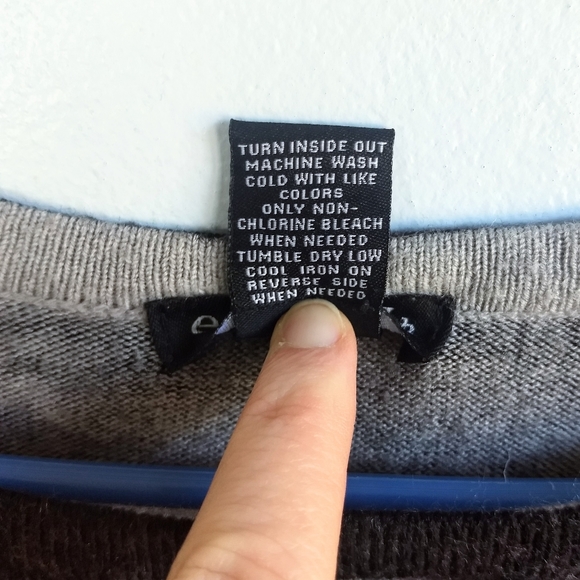 TURN INSIDE OUT
MACHINE WASH
COLD WITH LIKE
COLORS
ONLY NON-
CHLORINE BLEACH
WHEN NEEDED
TUMBLE DRY LOW
COOL IRON ON
REVERSE SIDE
WHEN NEEDED